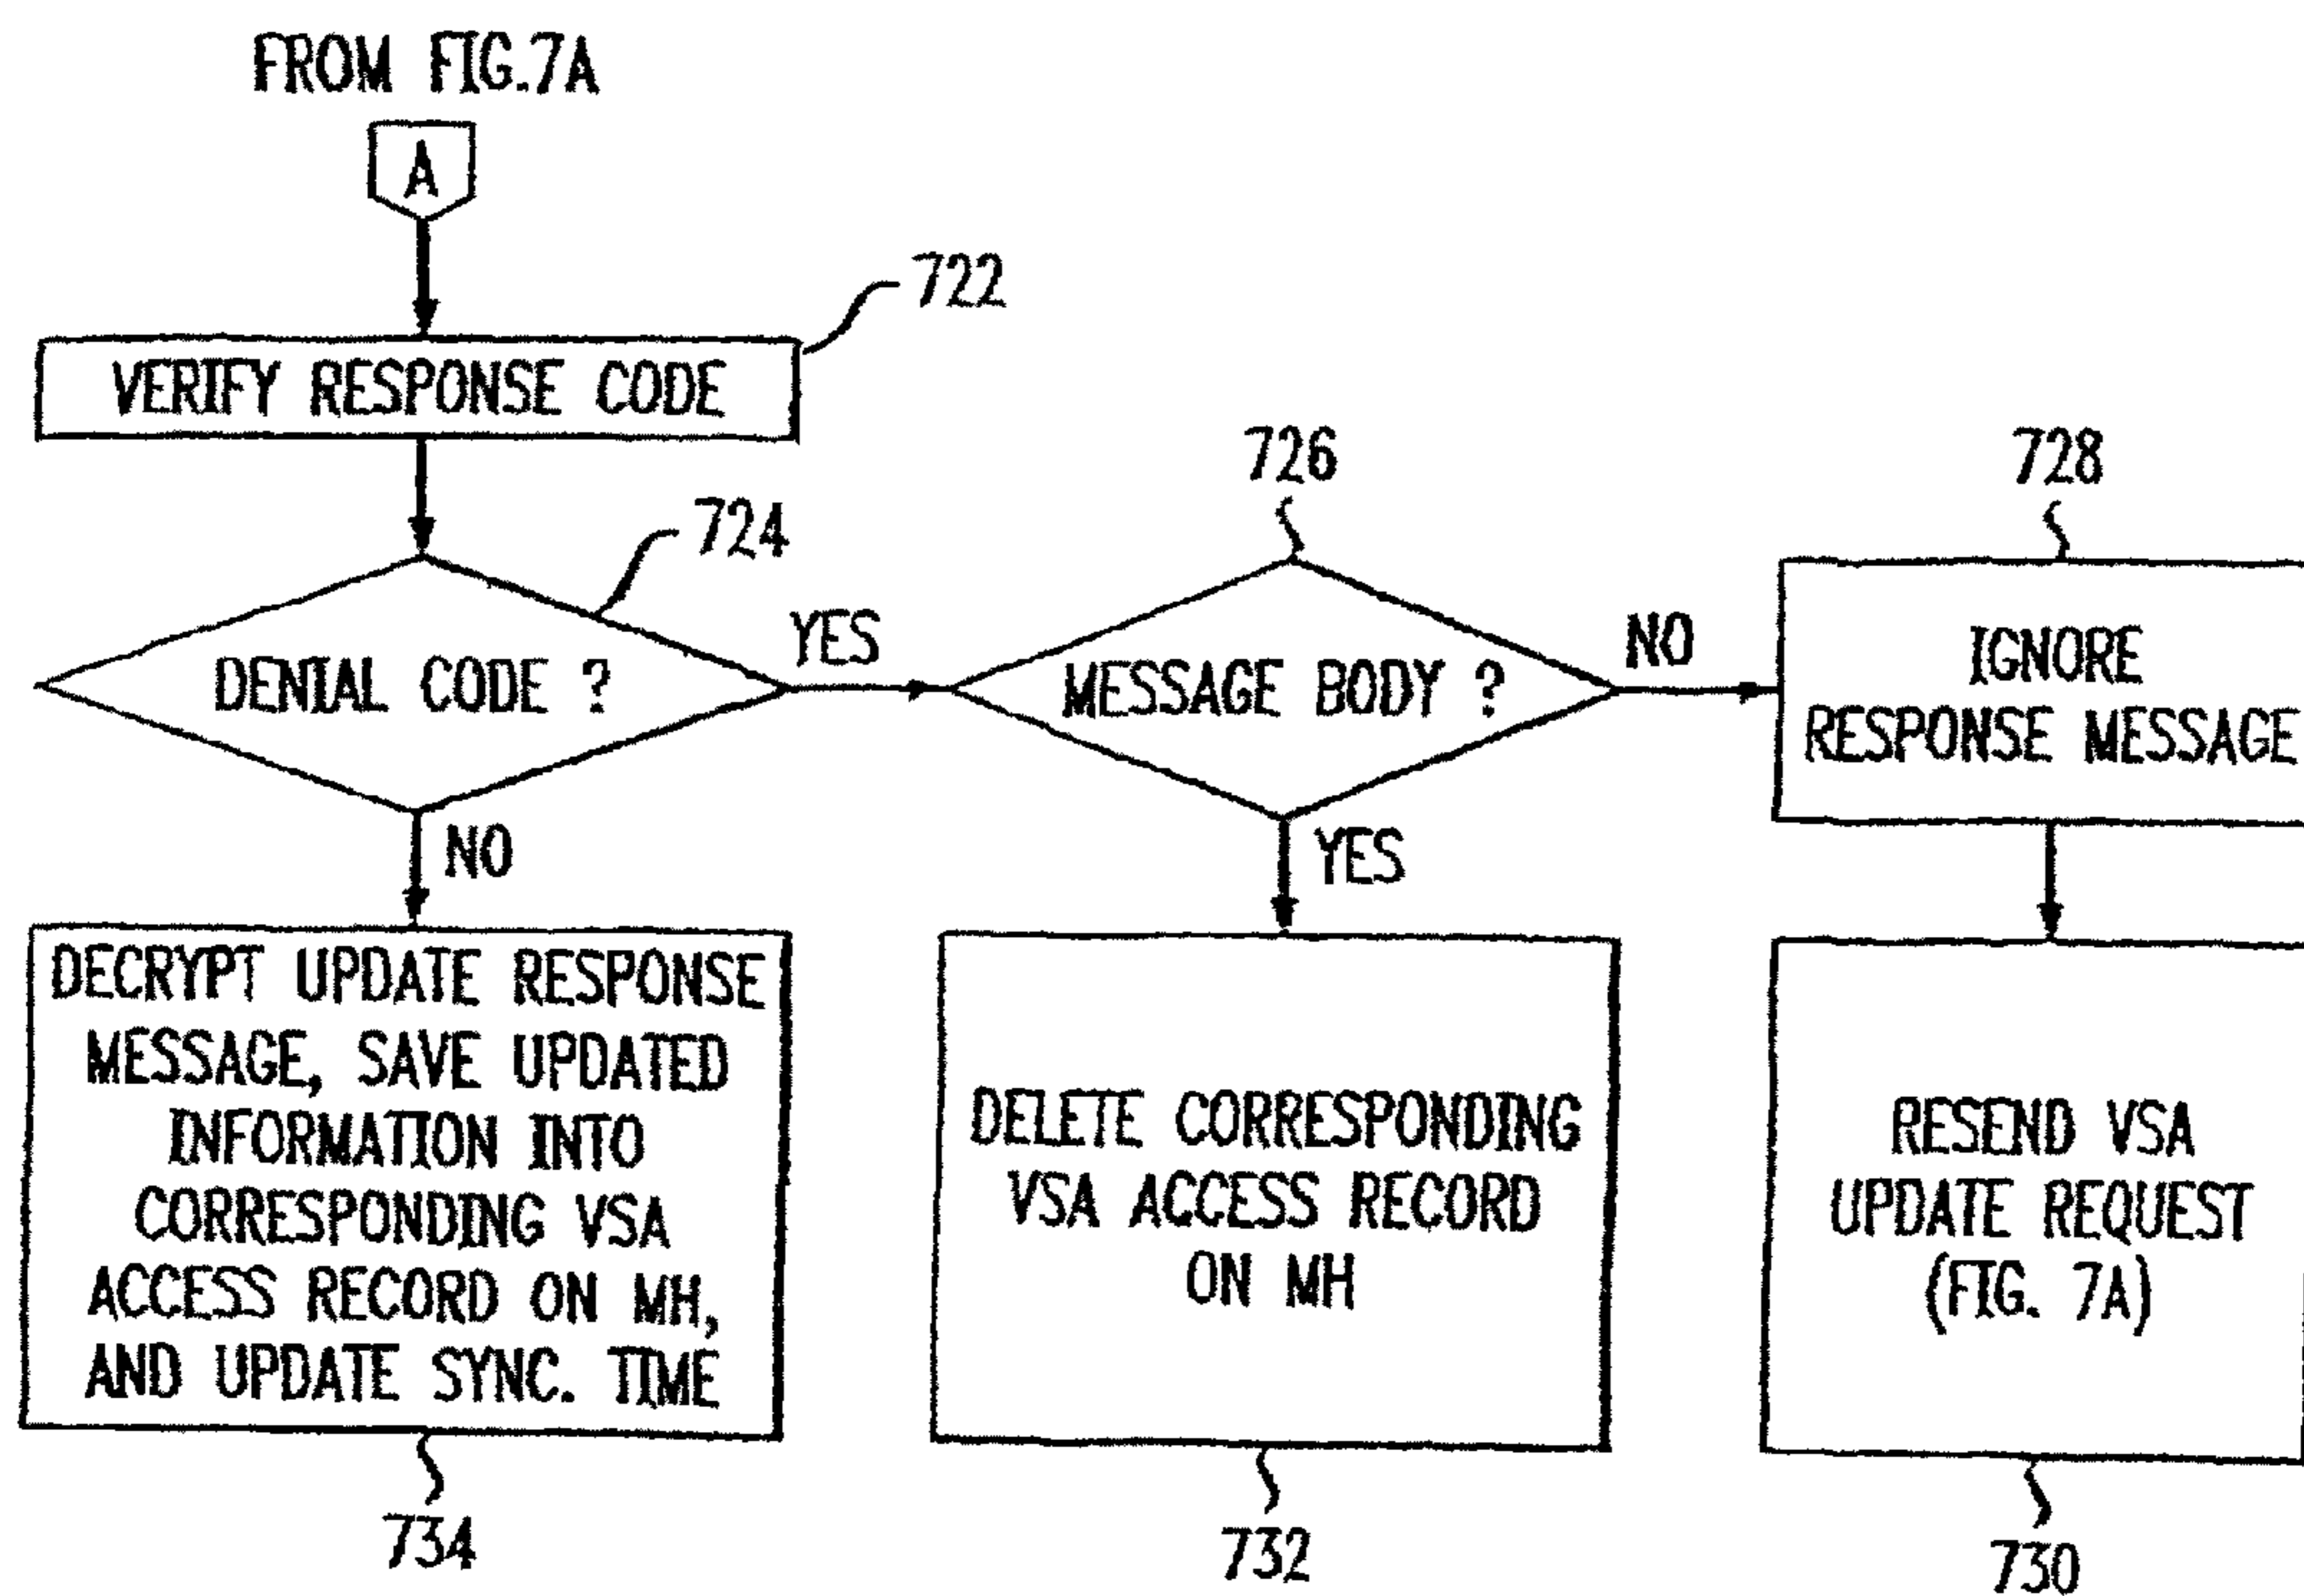 FROM FIG.7A
A
722
VERIFY RESPONSE CODE
724
DENIAL CODE ?
YES
NO
726
MESSAGE BODY ?
NO
YES
728
IGNORE
RESPONSE MESSAGE
DECRYPT UPDATE RESPONSE
MESSAGE, SAVE UPDATED
INFORMATION INTO
CORRESPONDING VSA
ACCESS RECORD ON MH,
AND UPDATE SYNC. TIME
734
DELETE CORRESPONDING
VSA ACCESS RECORD
ON MH
732
RESEND VSA
UPDATE REQUEST
(FIG. 7A)
730